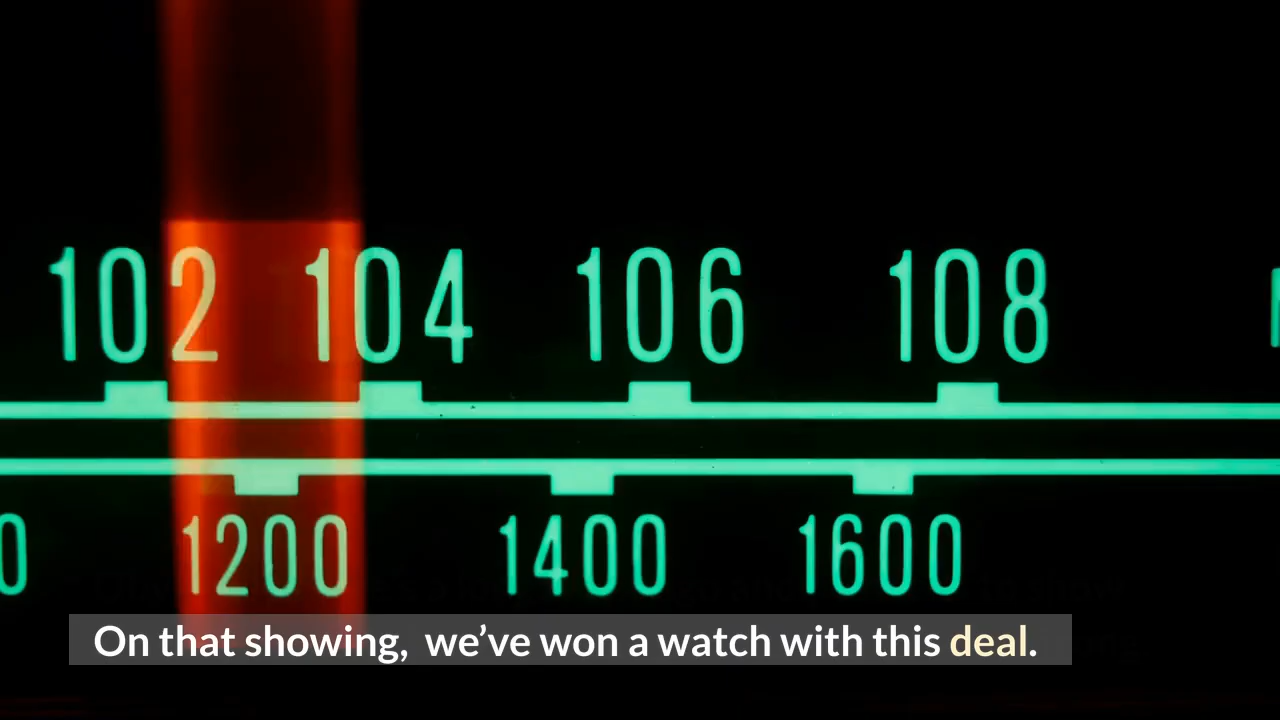 102 104 106 108
0 1200 1400 1600
On that showing, we’ve won a watch with this deal.